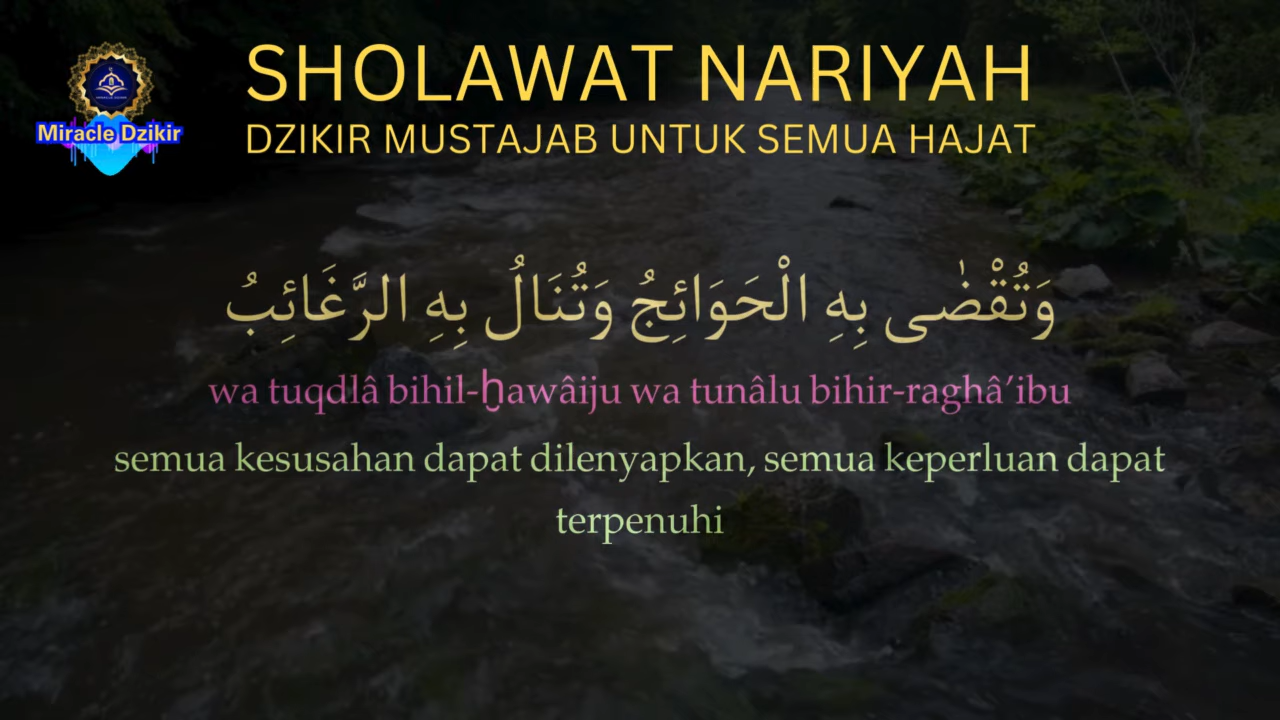 SHOLAWAT NARIYAH
DZIKIR MUSTAJAB UNTUK SEMUA HAJAT
Miracle Dzikir
وَتُقْضٰى بِهِ الْحَوَائِجُ وَتُنَالُ بِهِ الرَّغَائِبُ
wa tuqdlâ bihil-ḫawâiju wa tunâlu bihir-raghâ’ibu
semua kesusahan dapat dilenyapkan, semua keperluan dapat
terpenuhi